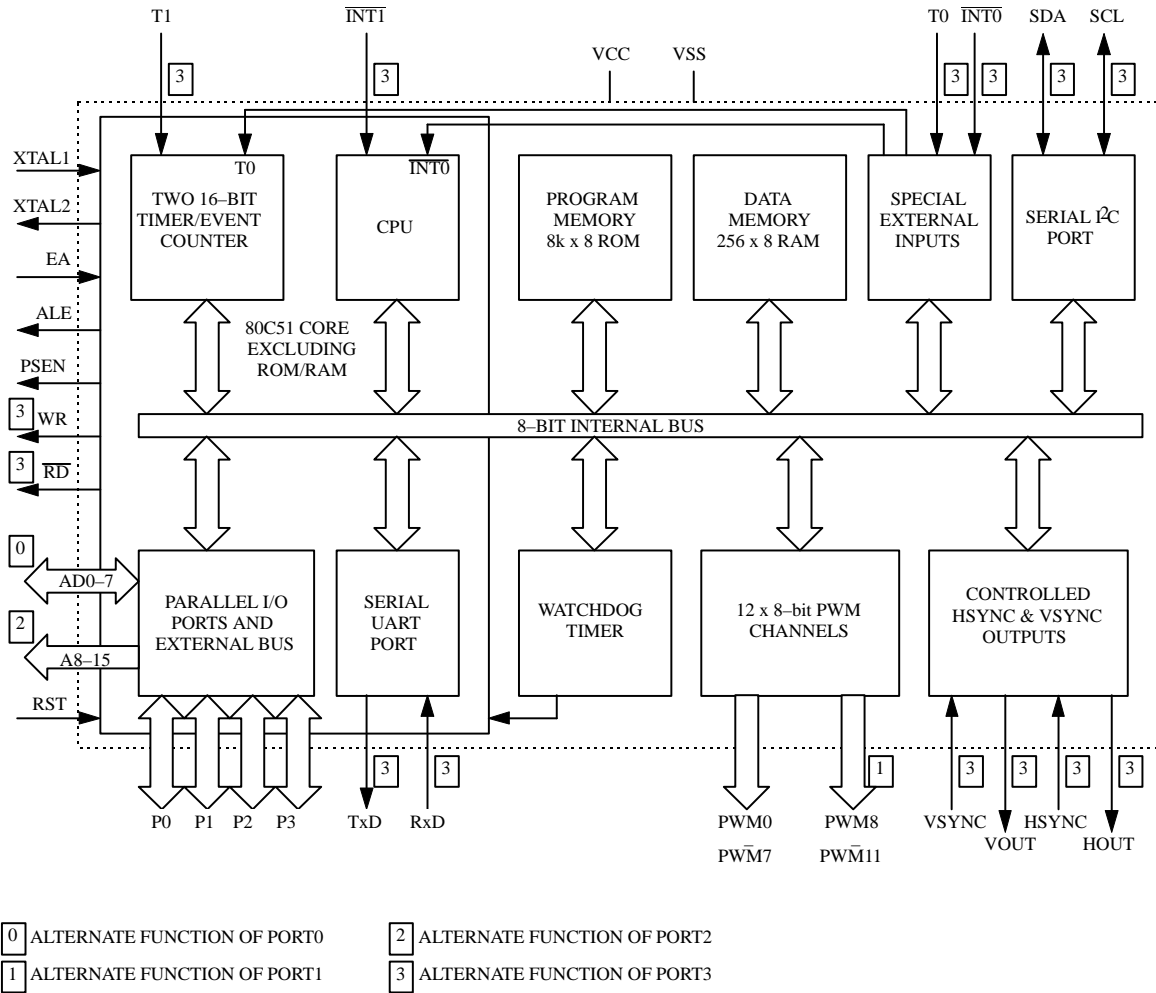 T1
INT1
VCC
VSS
T0
INT0
SDA
SCL
3
3
3
3
3
3
XTAL1
XTAL2
EA
ALE
PSEN
3 WR
3 RD
T0
TWO 16–BIT
TIMER/EVENT
COUNTER
INT0
CPU
PROGRAM
MEMORY
8k x 8 ROM
DATA
MEMORY
256 x 8 RAM
SPECIAL
EXTERNAL
INPUTS
SERIAL I2C
PORT
80C51 CORE
EXCLUDING
ROM/RAM
8–BIT INTERNAL BUS
0
AD0–7
2
A8–15
RST
PARALLEL I/O
PORTS AND
EXTERNAL BUS
SERIAL
UART
PORT
WATCHDOG
TIMER
12 x 8–bit PWM
CHANNELS
CONTROLLED
HSYNC & VSYNC
OUTPUTS
3
3
1
3
3
3
3
P0
P1
P2
P3
TxD
RxD
PWM0
–
PWM7
PWM8
–
PWM11
VSYNC
VOUT
HSYNC
HOUT
0 ALTERNATE FUNCTION OF PORT0
2 ALTERNATE FUNCTION OF PORT2
1 ALTERNATE FUNCTION OF PORT1
3 ALTERNATE FUNCTION OF PORT3